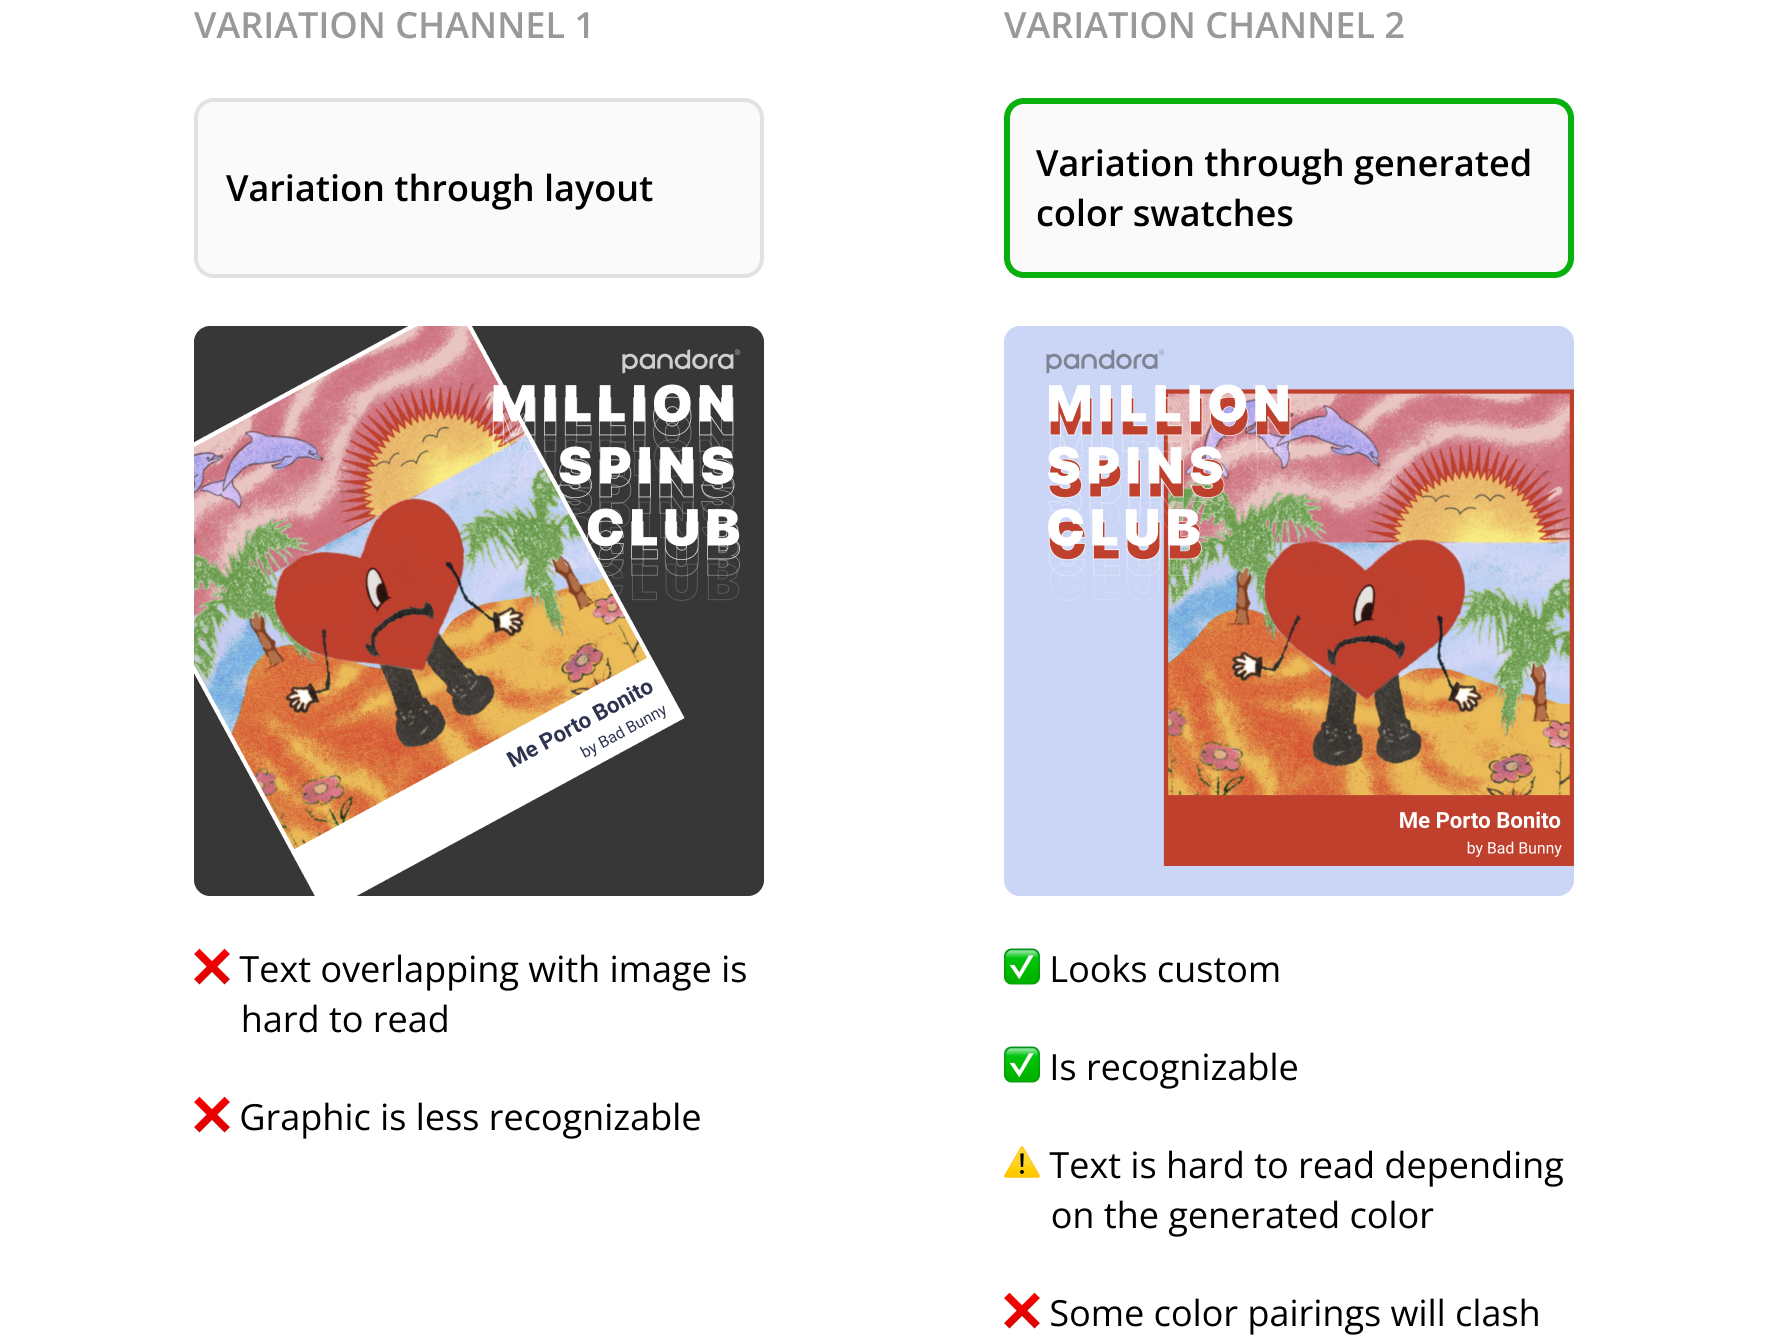 VARIATION CHANNEL 1
Variation through layout
pandora
MILLION
SPINS
CLUB
Me Porto Bonito
by Bad Bunny
❌ Text overlapping with image is
hard to read
❌ Graphic is less recognizable
VARIATION CHANNEL 2
Variation through generated
color swatches
pandora
MILLION
SPINS
CLUB
Me Porto Bonito
by Bad Bunny
✅ Looks custom
✅ Is recognizable
⚠️ Text is hard to read depending
on the generated color
❌ Some color pairings will clash